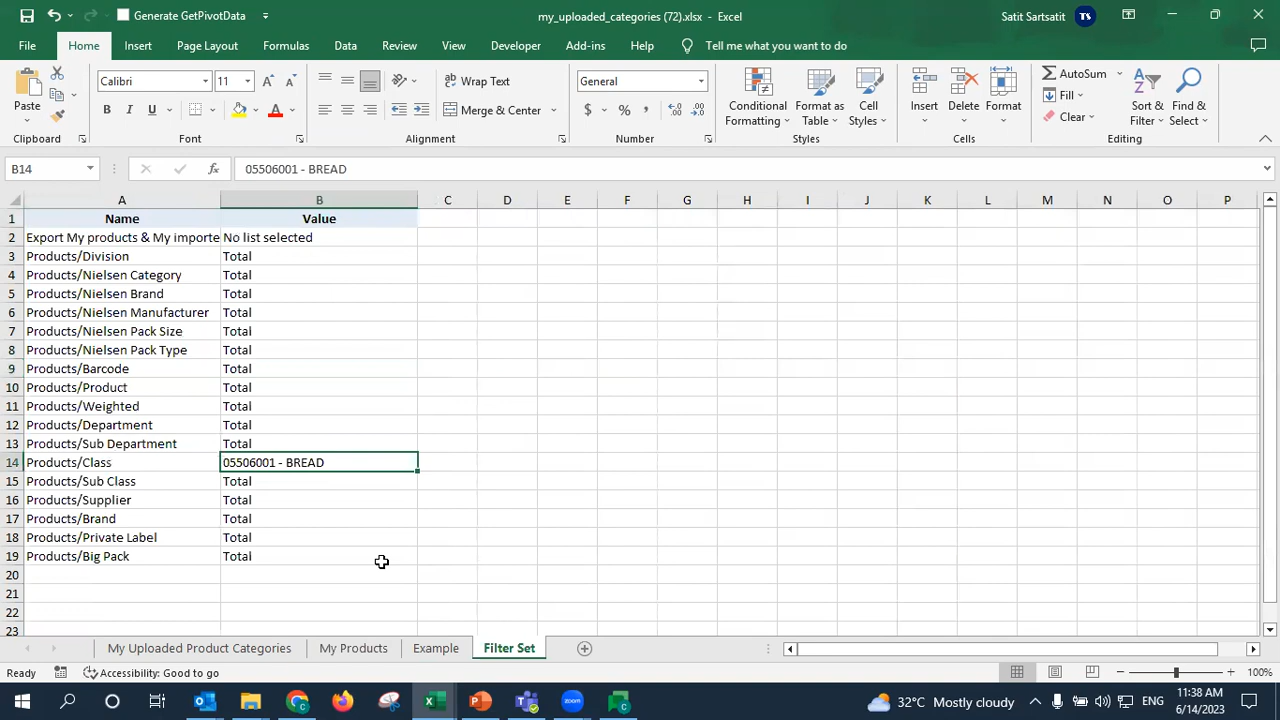 Generate GetPivotData
my_uploaded_categories (72).xlsx - Excel
Satit Sartsatit TS
File Home Insert Page Layout Formulas Data Review View Developer Add-ins Help Tell me what you want to do
Paste
Clipboard
Calibri 11
B I U
Font
Wrap Text
Merge & Center
Alignment
General
$ % ,
Number
Conditional Formatting
Format as Table
Cell Styles
Styles
Insert Delete Format
Cells
AutoSum
Fill
Clear
Sort & Filter
Find & Select
Editing
B14 fx 05506001 - BREAD
A B C D E F G H I J K L M N O P
1 Name Value
2 Export My products & My importe No list selected
3 Products/Division Total
4 Products/Nielsen Category Total
5 Products/Nielsen Brand Total
6 Products/Nielsen Manufacturer Total
7 Products/Nielsen Pack Size Total
8 Products/Nielsen Pack Type Total
9 Products/Barcode Total
10 Products/Product Total
11 Products/Weighted Total
12 Products/Department Total
13 Products/Sub Department Total
14 Products/Class 05506001 - BREAD
15 Products/Sub Class Total
16 Products/Supplier Total
17 Products/Brand Total
18 Products/Private Label Total
19 Products/Big Pack Total
20
21
22
23
My Uploaded Product Categories My Products Example Filter Set
Ready Accessibility: Good to go 100%
32°C Mostly cloudy ENG 11:38 AM
6/14/2023